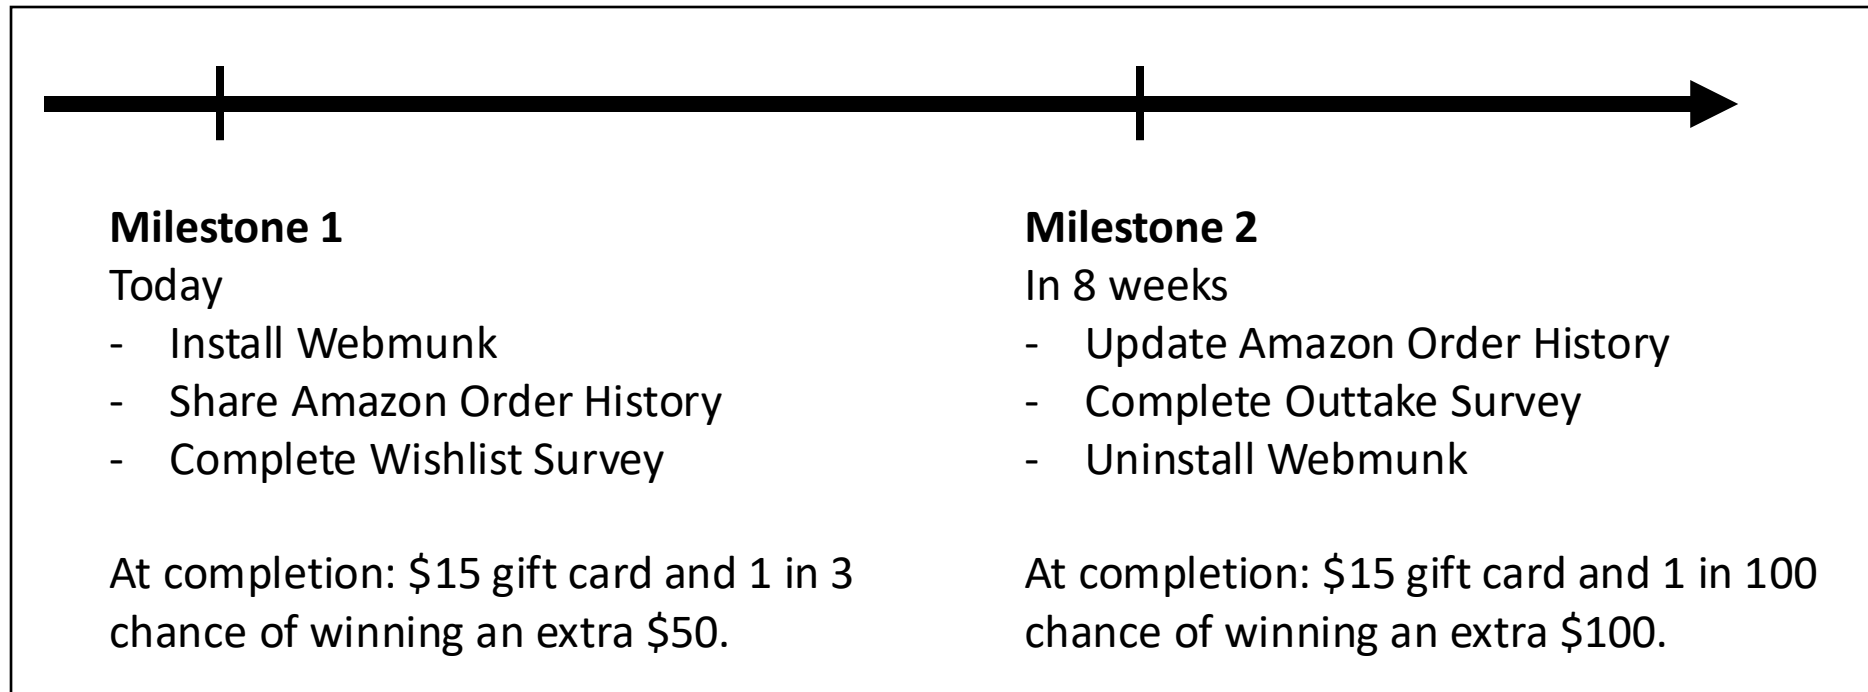 Milestone 1
Today
- Install Webmunk
- Share Amazon Order History
- Complete Wishlist Survey
At completion: $15 gift card and 1 in 3
chance of winning an extra $50.
Milestone 2
In 8 weeks
- Update Amazon Order History
- Complete Outtake Survey
- Uninstall Webmunk
At completion: $15 gift card and 1 in 100
chance of winning an extra $100.